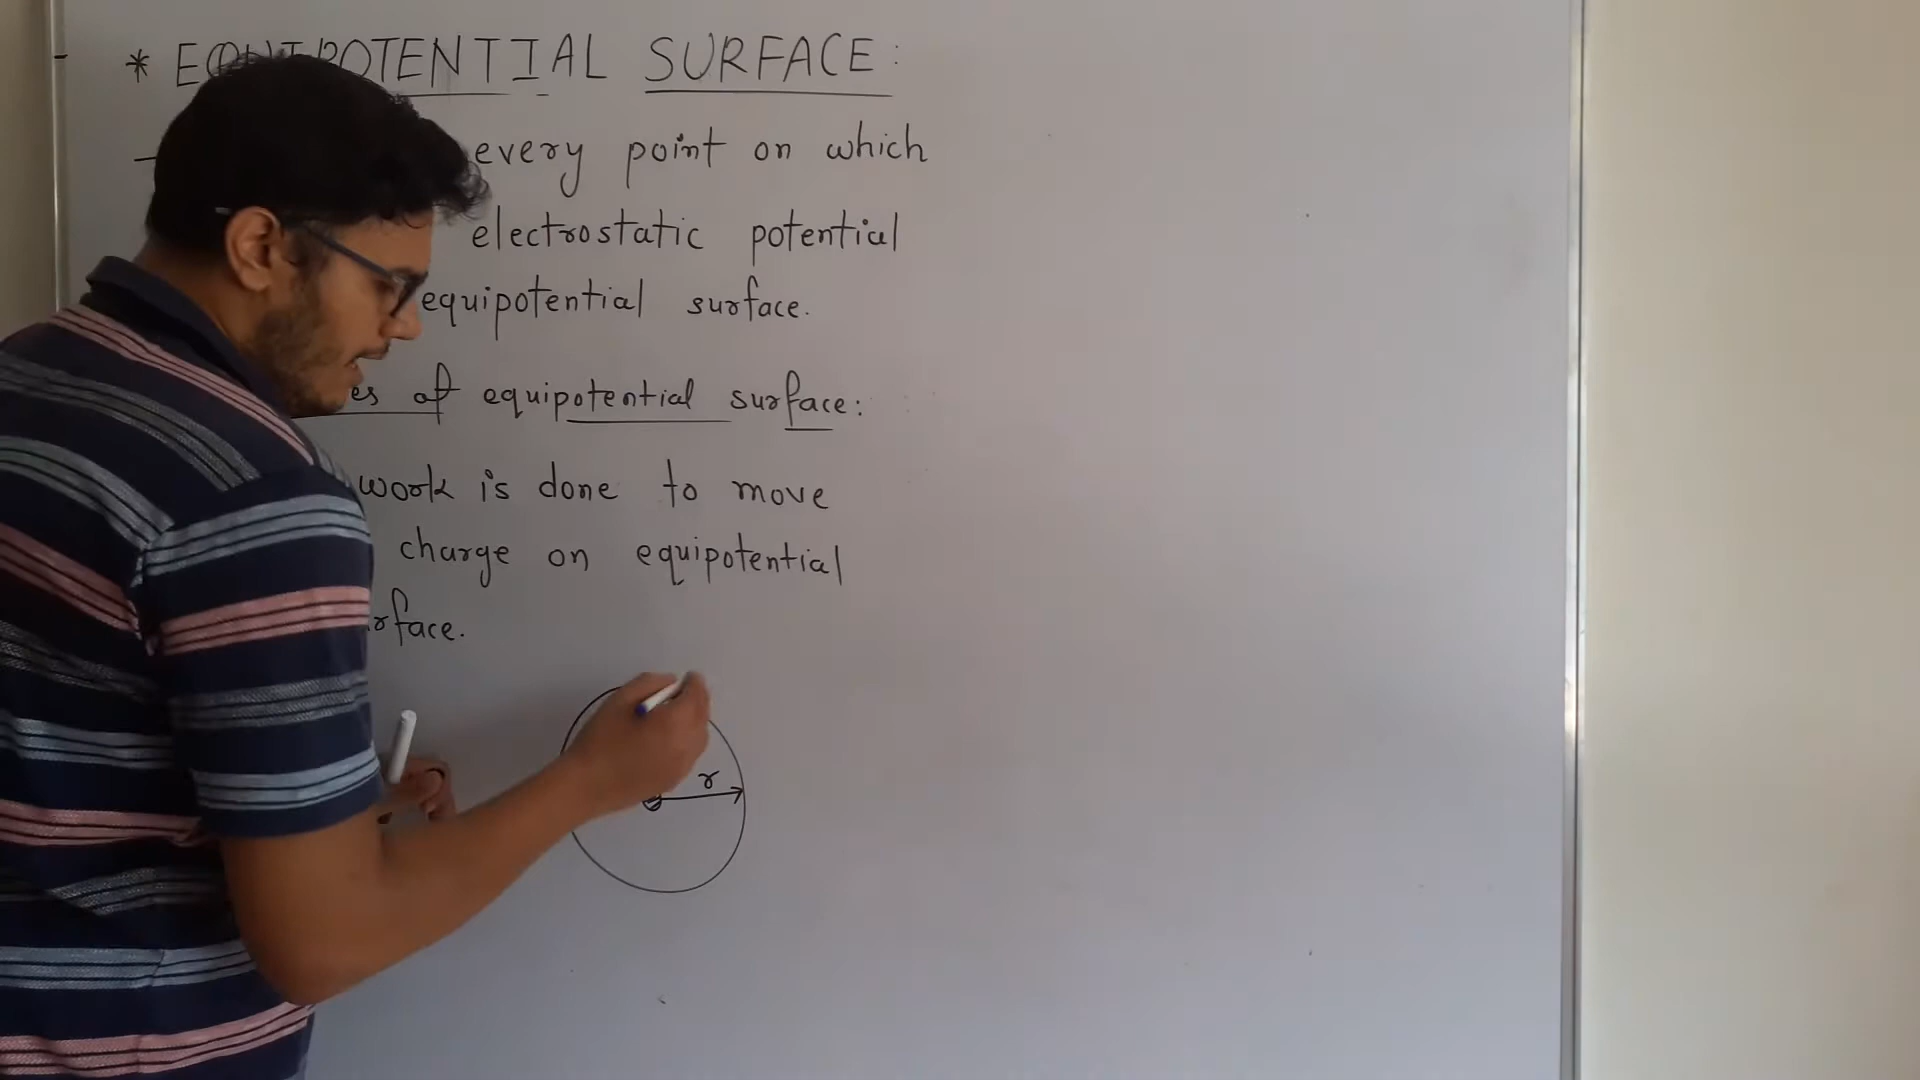 * EQUIPOTENTIAL SURFACE:
every point on which
electrostatic potential
equipotential surface.
es of equipotential surface:
work is done to move
charge on equipotential
rface.
r